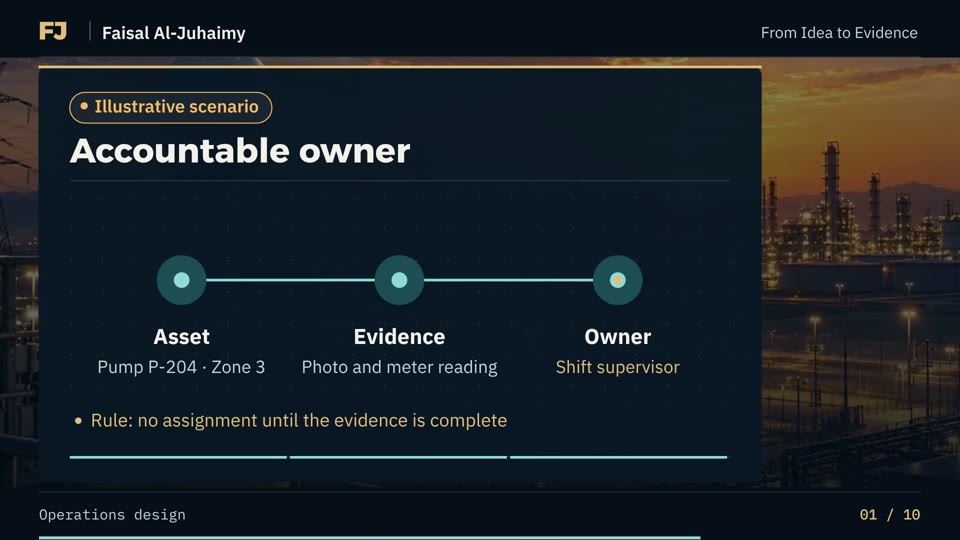 FJ
Faisal Al-Juhaimy
From Idea to Evidence
• Illustrative scenario
Accountable owner
Asset
Evidence
Owner
Pump P-204 · Zone 3
Photo and meter reading
Shift supervisor
• Rule: no assignment until the evidence is complete
Operations design
01 / 10